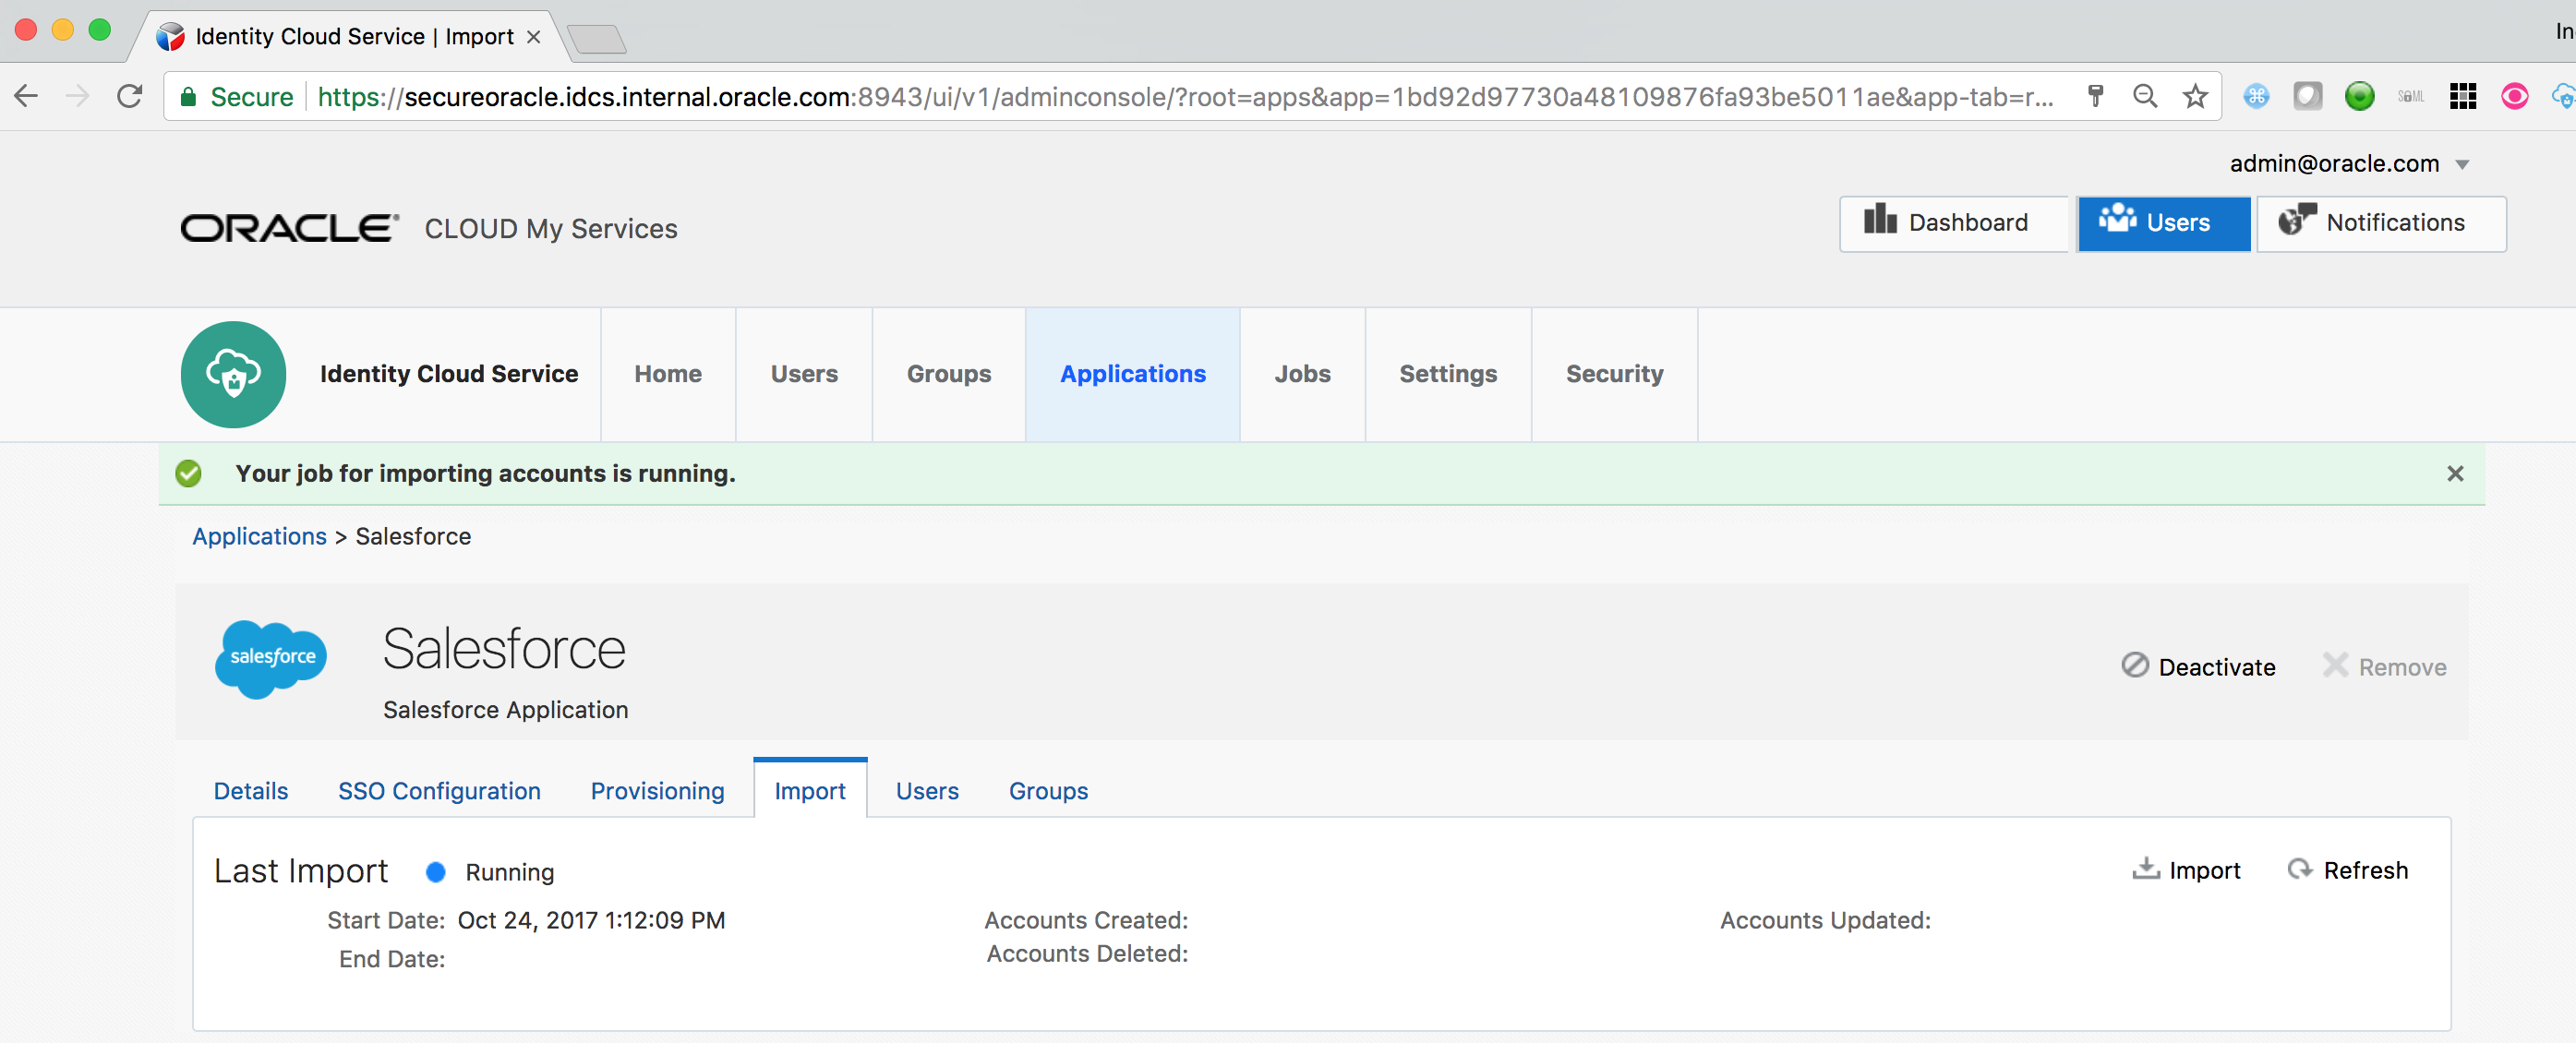 Identity Cloud Service | Import
Secure https://secureoracle.idcs.internal.oracle.com:8943/ui/v1/adminconsole/?root=apps&app=1bd92d97730a48109876fa93be5011ae&app-tab=r...
admin@oracle.com
ORACLE CLOUD My Services
Dashboard Users Notifications
Identity Cloud Service Home Users Groups Applications Jobs Settings Security
Your job for importing accounts is running.
Applications > Salesforce
salesforce
Salesforce
Salesforce Application
Deactivate Remove
Details SSO Configuration Provisioning Import Users Groups
Last Import Running Import Refresh
Start Date: Oct 24, 2017 1:12:09 PM Accounts Created: Accounts Updated:
End Date: Accounts Deleted: